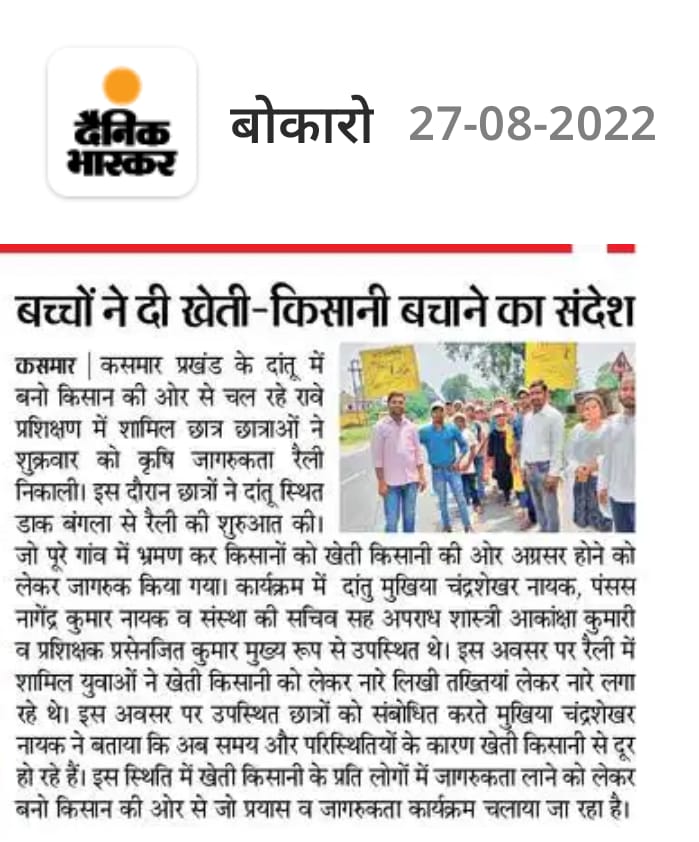 दैनिक
भास्कर
बोकारो 27-08-2022
बच्चों ने दी खेती-किसानी बचाने का संदेश
कसमार | कसमार प्रखंड के दांतू में
बनो किसान की ओर से चल रहे रावे
प्रशिक्षण में शामिल छात्र छात्राओं ने
शुक्रवार को कृषि जागरुकता रैली
निकाली। इस दौरान छात्रों ने दांतू स्थित
डाक बंगला से रैली की शुरुआत की।
जो पूरे गांव में भ्रमण कर किसानों को खेती किसानी की ओर अग्रसर होने को
लेकर जागरुक किया गया। कार्यक्रम में दांतु मुखिया चंद्रशेखर नायक, पंसस
नागेंद्र कुमार नायक व संस्था की सचिव सह अपराध शास्त्री आकांक्षा कुमारी
व प्रशिक्षक प्रसेनजित कुमार मुख्य रूप से उपस्थित थे। इस अवसर पर रैली में
शामिल युवाओं ने खेती किसानी को लेकर नारे लिखी तख्तियां लेकर नारे लगा
रहे थे। इस अवसर पर उपस्थित छात्रों को संबोधित करते मुखिया चंद्रशेखर
नायक ने बताया कि अब समय और परिस्थितियों के कारण खेती किसानी से दूर
हो रहे हैं। इस स्थिति में खेती किसानी के प्रति लोगों में जागरुकता लाने को लेकर
बनो किसान की ओर से जो प्रयास व जागरुकता कार्यक्रम चलाया जा रहा है।